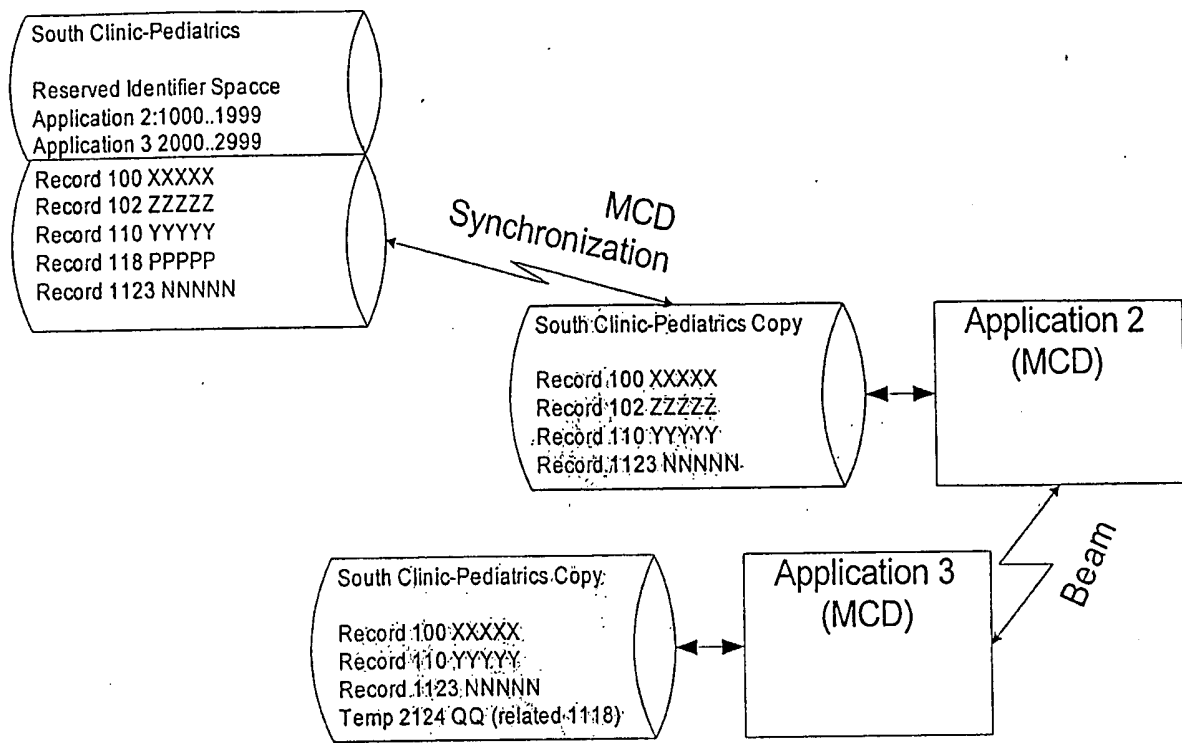 South Clinic-Pediatrics
Reserved Identifier Spacce
Application 2:1000..1999
Application 3 2000..2999
Record 100 XXXXX
Record 102 ZZZZZ
Record 110 YYYYY
Record 118 PPPPP
Record 1123 NNNNN
MCD
Synchronization
South Clinic-Pediatrics Copy
Record 100 XXXXX
Record 102 ZZZZZ
Record 110 YYYYY
Record 1123 NNNNN
Application 2
(MCD)
Beam
South Clinic-Pediatrics Copy
Record 100 XXXXX
Record 110 YYYYY
Record 1123 NNNNN
Temp 2124 QQ (related 1118)
Application 3
(MCD)